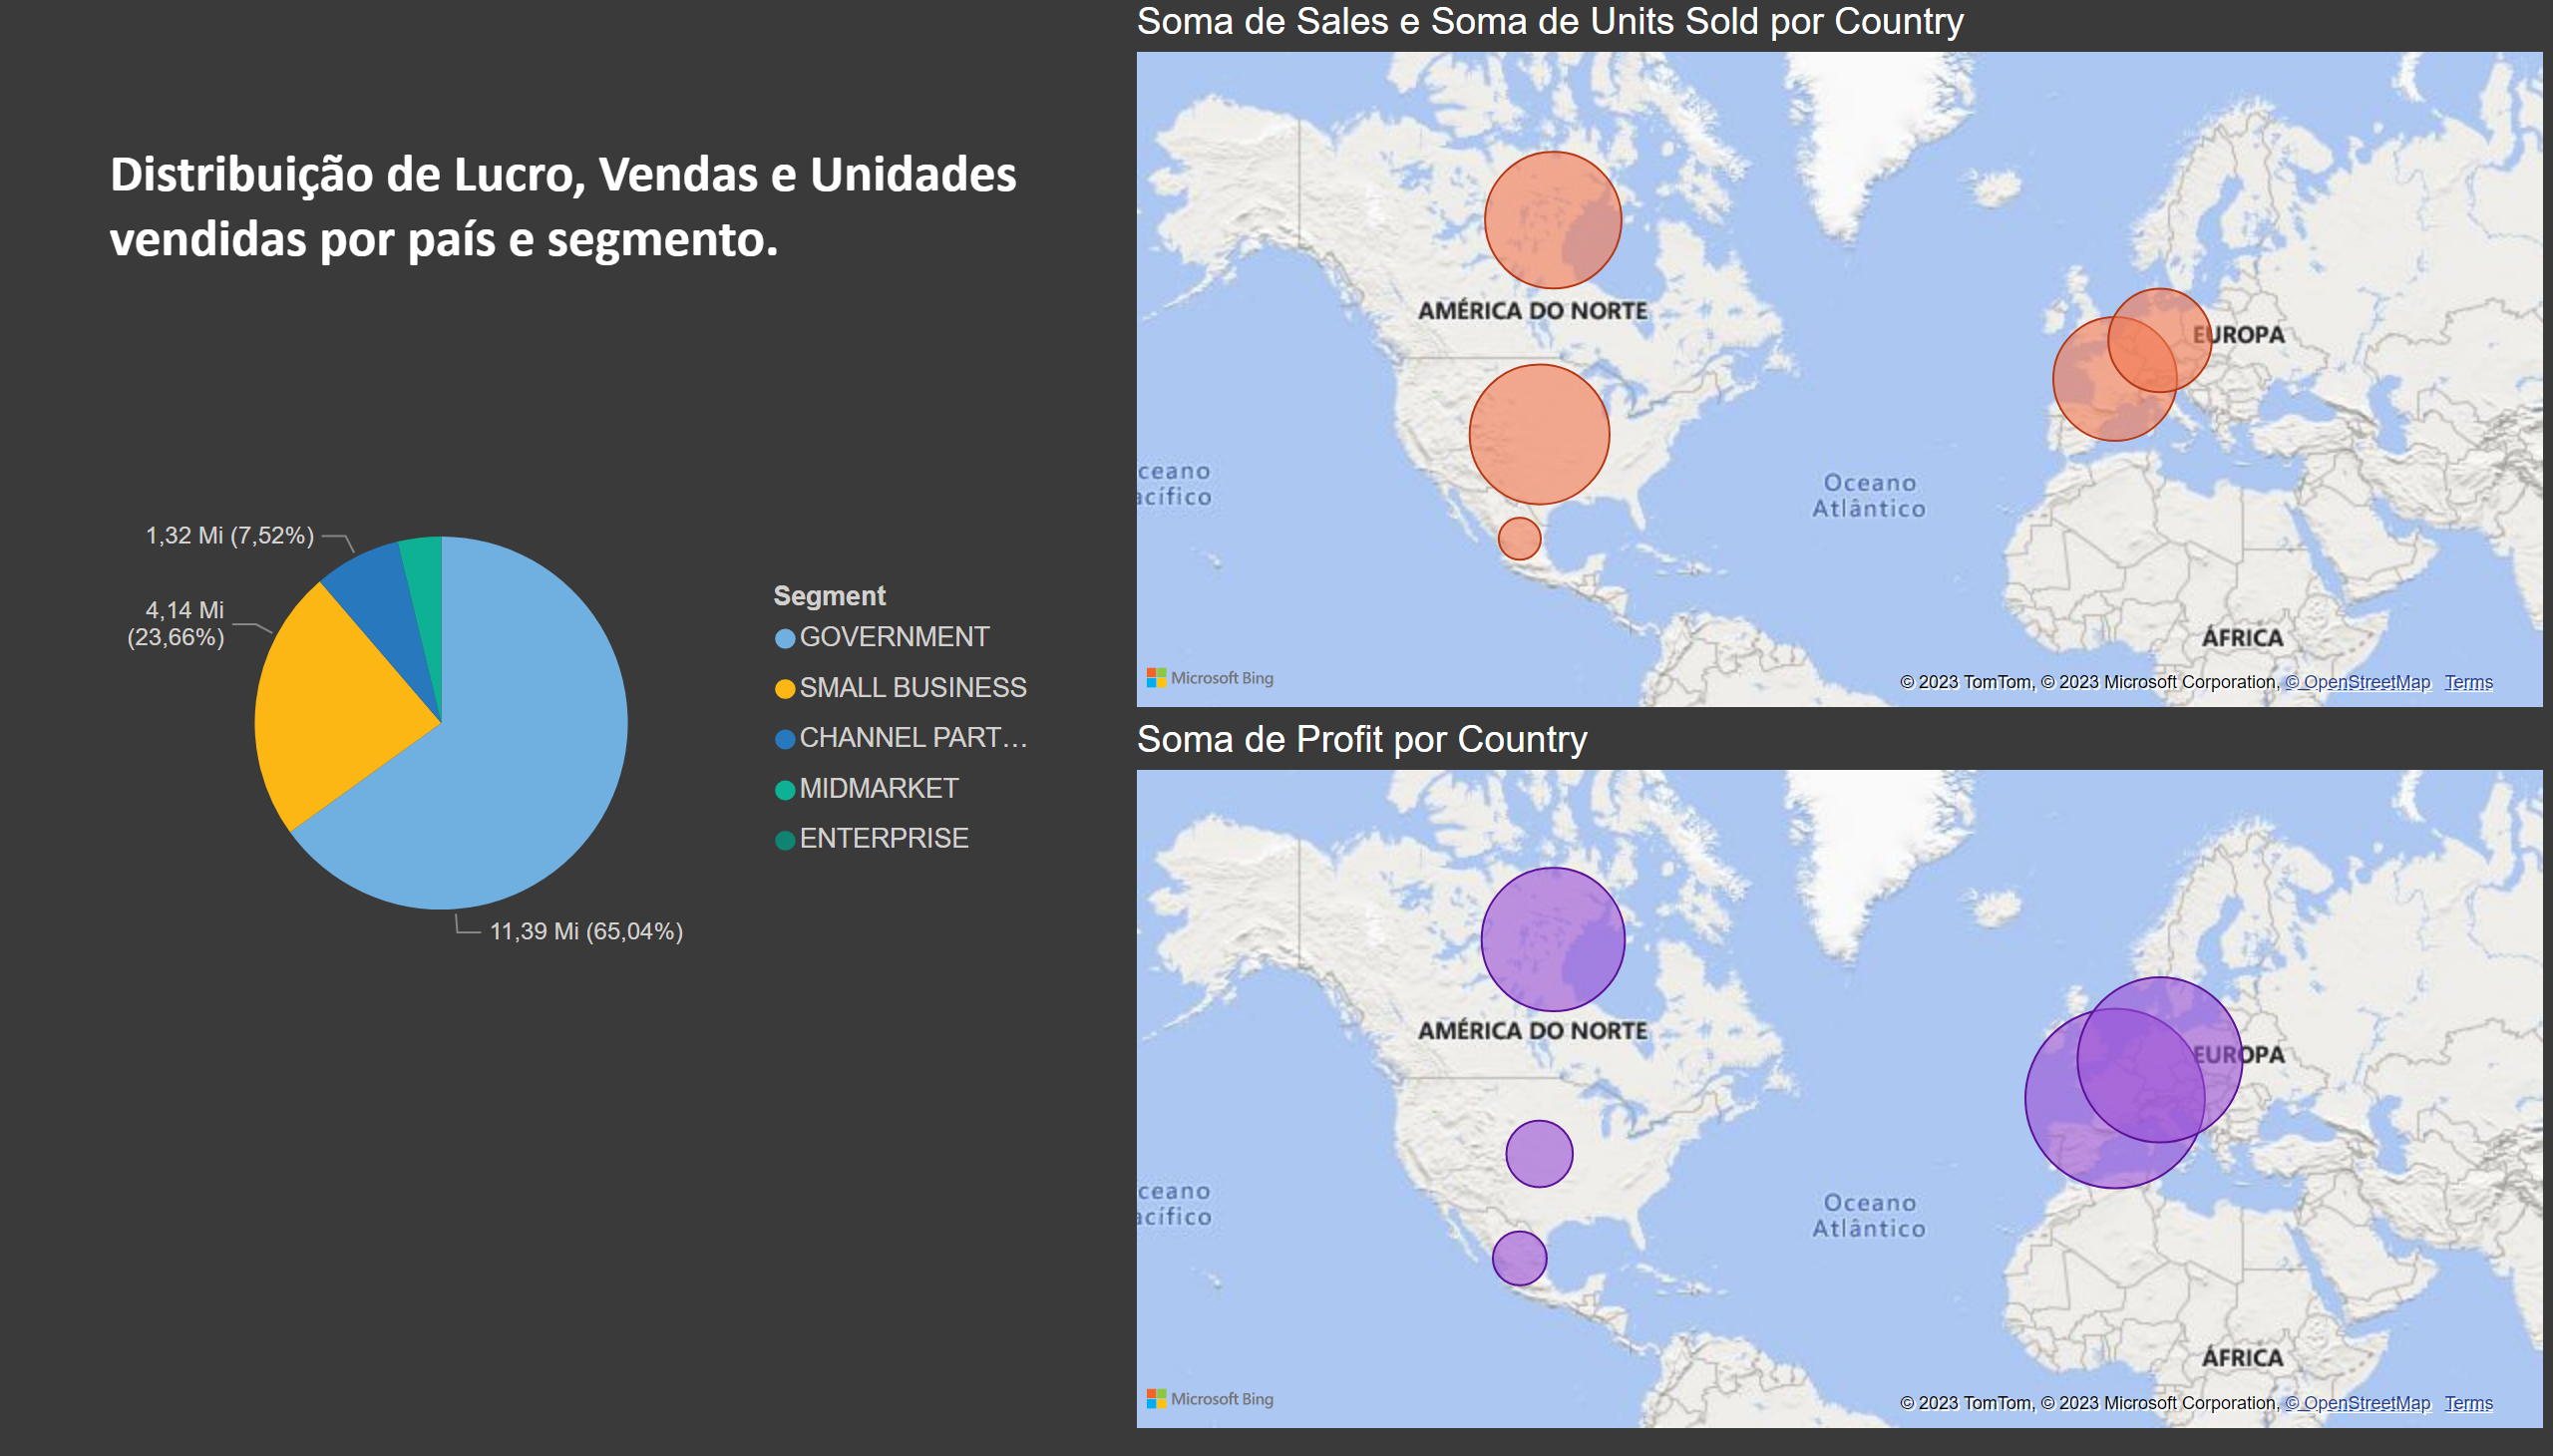 Distribuição de Lucro, Vendas e Unidades
vendidas por país e segmento.
1,32 Mi (7,52%)
4,14 Mi
(23,66%)
11,39 Mi (65,04%)
Segment
GOVERNMENT
SMALL BUSINESS
CHANNEL PART…
MIDMARKET
ENTERPRISE
Soma de Sales e Soma de Units Sold por Country
AMÉRICA DO NORTE
EUROPA
ceano
acífico
Oceano
Atlântico
ÁFRICA
Microsoft Bing
© 2023 TomTom, © 2023 Microsoft Corporation, © OpenStreetMap Terms
Soma de Profit por Country
AMÉRICA DO NORTE
EUROPA
ceano
acífico
Oceano
Atlântico
ÁFRICA
Microsoft Bing
© 2023 TomTom, © 2023 Microsoft Corporation, © OpenStreetMap Terms